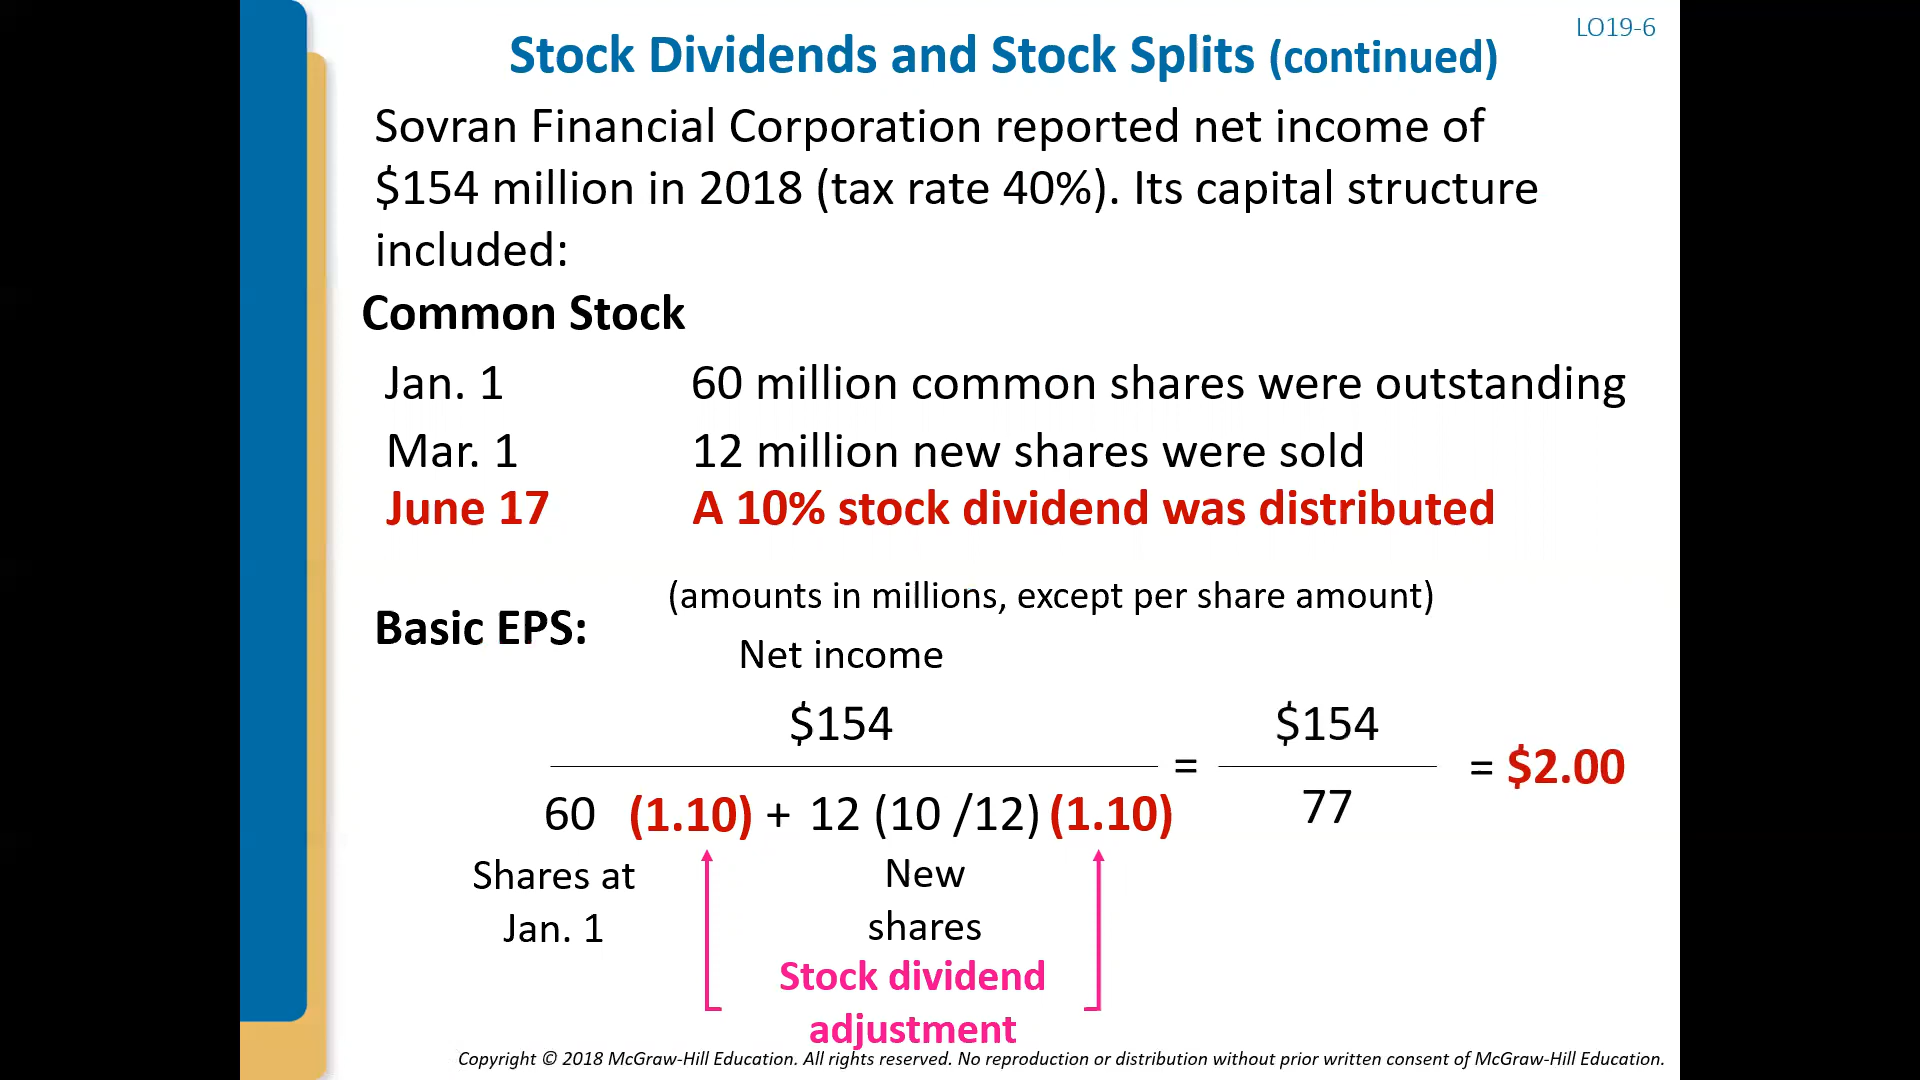 LO19-6
Stock Dividends and Stock Splits (continued)
Sovran Financial Corporation reported net income of
$154 million in 2018 (tax rate 40%). Its capital structure
included:
Common Stock
Jan. 1 60 million common shares were outstanding
Mar. 1 12 million new shares were sold
June 17 A 10% stock dividend was distributed
(amounts in millions, except per share amount)
Basic EPS:
Net income
$154 $154
= = $2.00
60 (1.10) + 12 (10 /12) (1.10) 77
Shares at New
Jan. 1 shares
Stock dividend
adjustment
Copyright © 2018 McGraw-Hill Education. All rights reserved. No reproduction or distribution without prior written consent of McGraw-Hill Education.